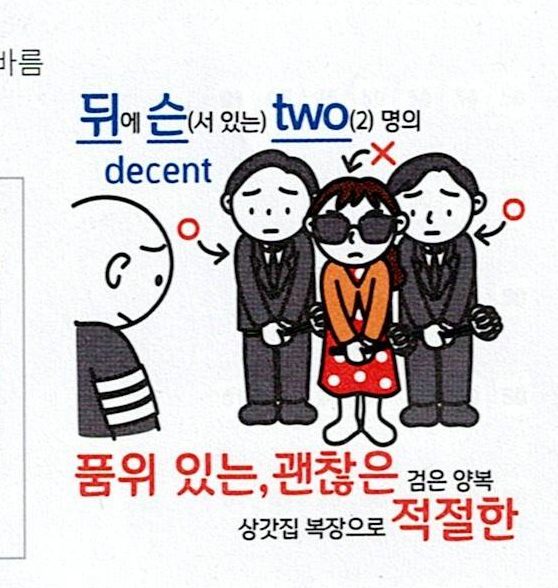 바름
뒤에 슨(서 있는) two(2) 명의
decent
품위 있는, 괜찮은 검은 양복
상갓집 복장으로 적절한